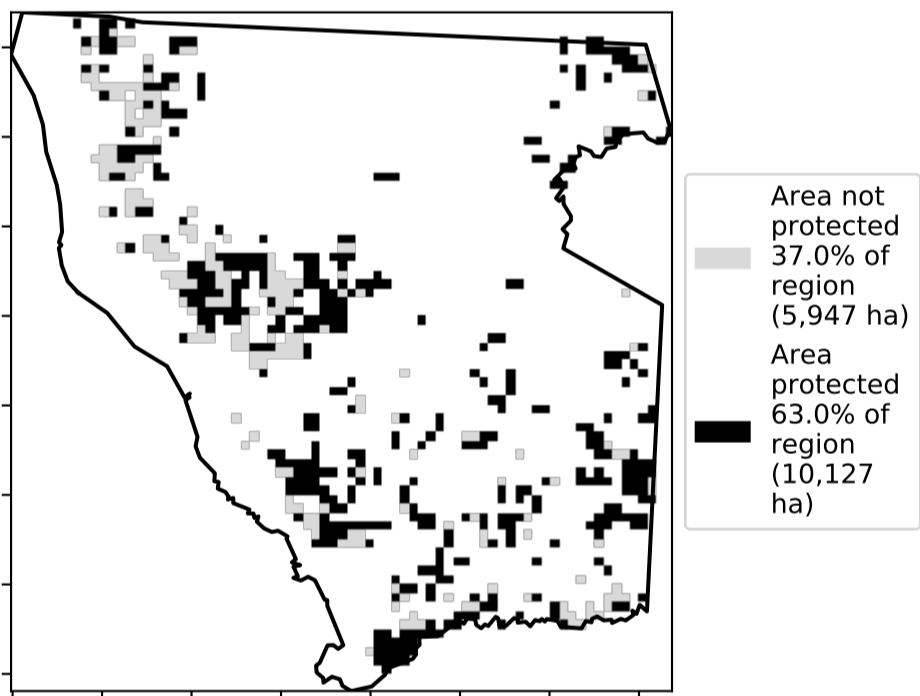 Area not
protected
37.0% of
region
(5,947 ha)
Area
protected
63.0% of
region
(10,127
ha)